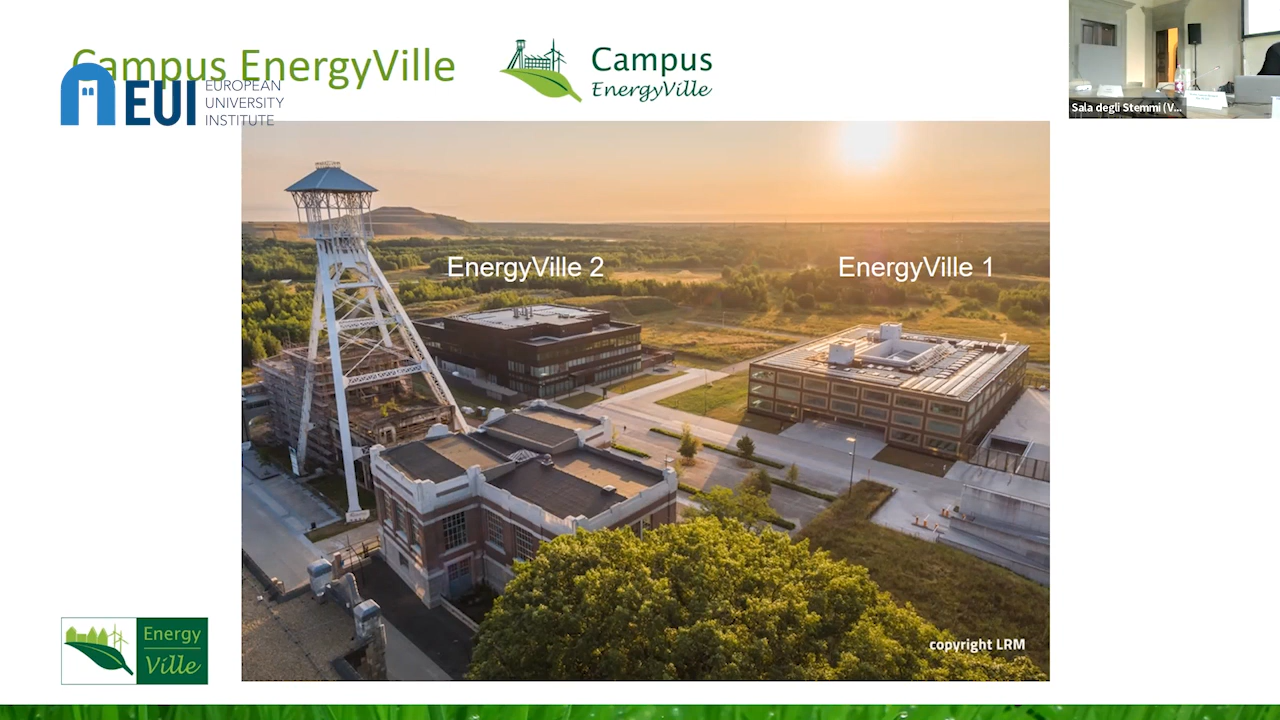 Campus EnergyVille
EUI EUROPEAN
UNIVERSITY
INSTITUTE
Campus
EnergyVille
Sala degli Stemmi (V...
EnergyVille 2
EnergyVille 1
copyright LRM
Energy
Ville